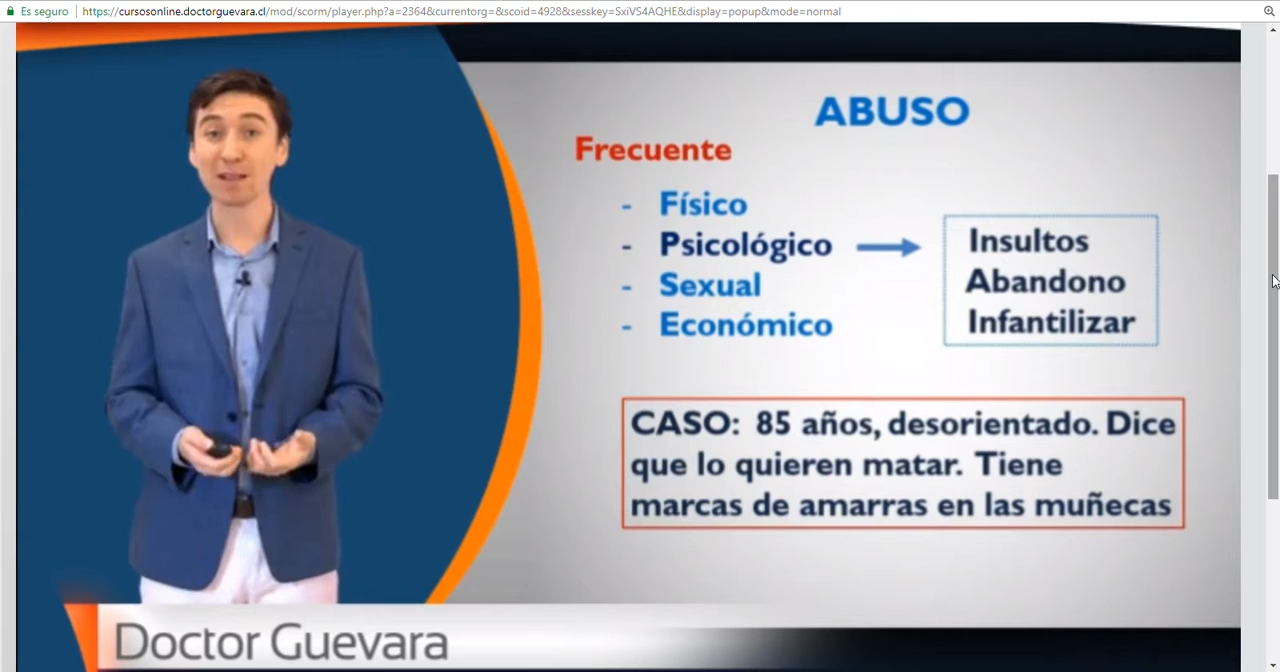 Es seguro | https://cursosonline.doctorguevara.cl/mod/scorm/player.php?a=2364&currentorg=&scoid=4928&sesskey=SxiVS4AQHE&display=popup&mode=normal
ABUSO
Frecuente
- Físico
- Psicológico
- Sexual
- Económico
Insultos
Abandono
Infantilizar
CASO: 85 años, desorientado. Dice
que lo quieren matar. Tiene
marcas de amarras en las muñecas
Doctor Guevara